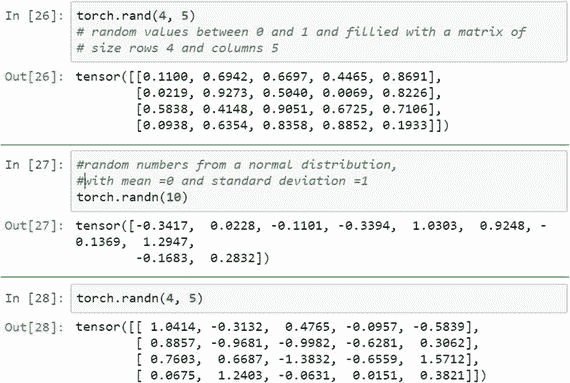 In [26]: torch.rand(4, 5)
# random values between 0 and 1 and fillied with a matrix of
# size rows 4 and columns 5
Out[26]: tensor([[0.1100, 0.6942, 0.6697, 0.4465, 0.8691],
[0.0219, 0.9273, 0.5040, 0.0069, 0.8226],
[0.5838, 0.4148, 0.9051, 0.6725, 0.7106],
[0.0938, 0.6354, 0.8358, 0.8852, 0.1933]])
In [27]: #random numbers from a normal distribution,
#with mean =0 and standard deviation =1
torch.randn(10)
Out[27]: tensor([-0.3417, 0.0228, -0.1101, -0.3394, 1.0303, 0.9248, -
0.1369, 1.2947,
-0.1683, 0.2832])
In [28]: torch.randn(4, 5)
Out[28]: tensor([[ 1.0414, -0.3132, 0.4765, -0.0957, -0.5839],
[ 0.8857, -0.9681, -0.9982, -0.6281, 0.3062],
[ 0.7603, 0.6687, -1.3832, -0.6559, 1.5712],
[ 0.0675, 1.2403, -0.0631, 0.0151, 0.3821]])